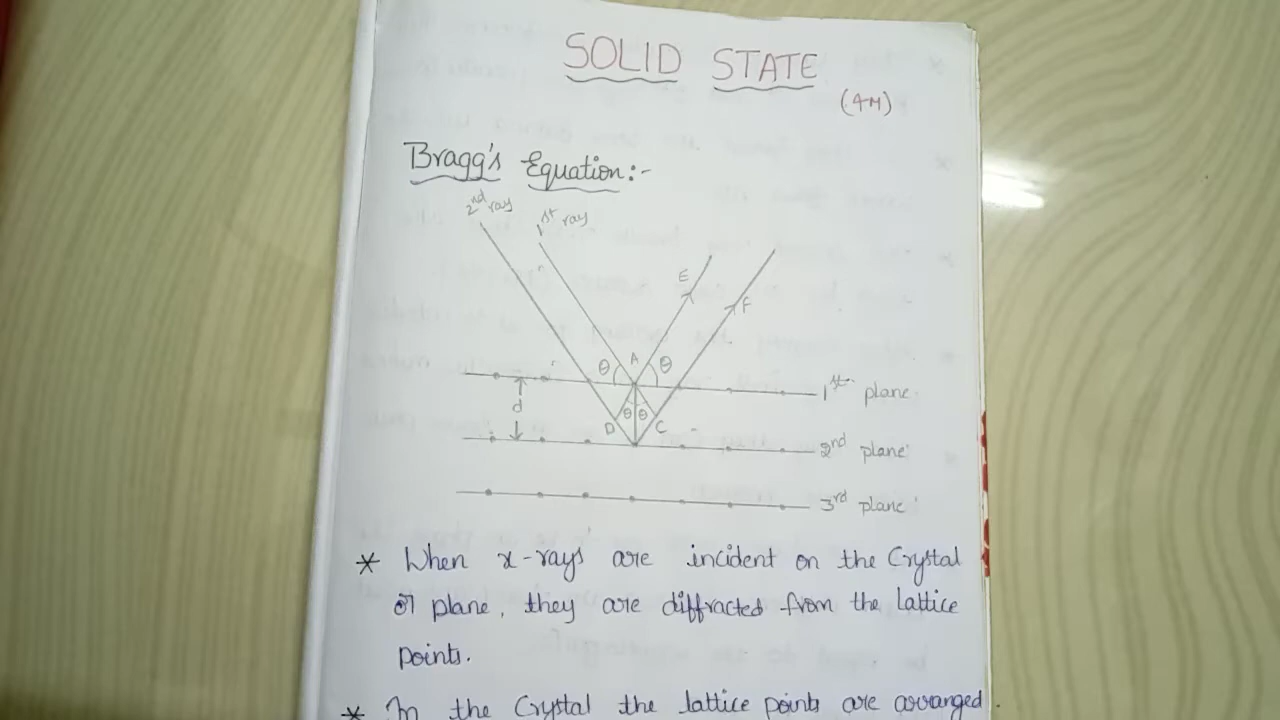 SOLID STATE
(4M)
Bragg's Equation:-
2nd ray
1st ray
E
F
θ A θ
1st plane
d
θ θ
D C
2nd plane
3rd plane
* When x-rays are incident on the Crystal
or plane, they are diffracted from the lattice
points.
* In the Crystal the lattice points are arranged